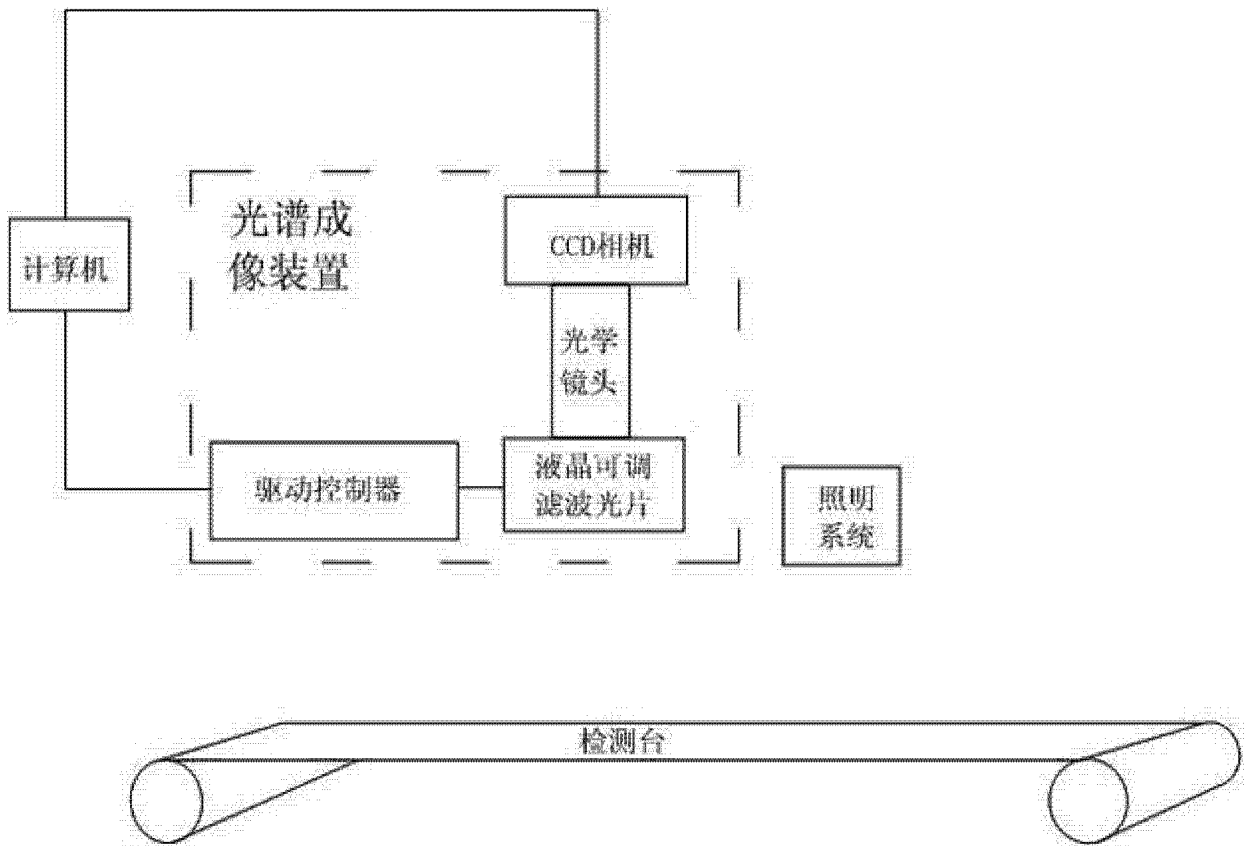 光谱成
像装置
CCD相机
计算机
光学
镜头
驱动控制器
液晶可调
滤波光片
照明
系统
检测台